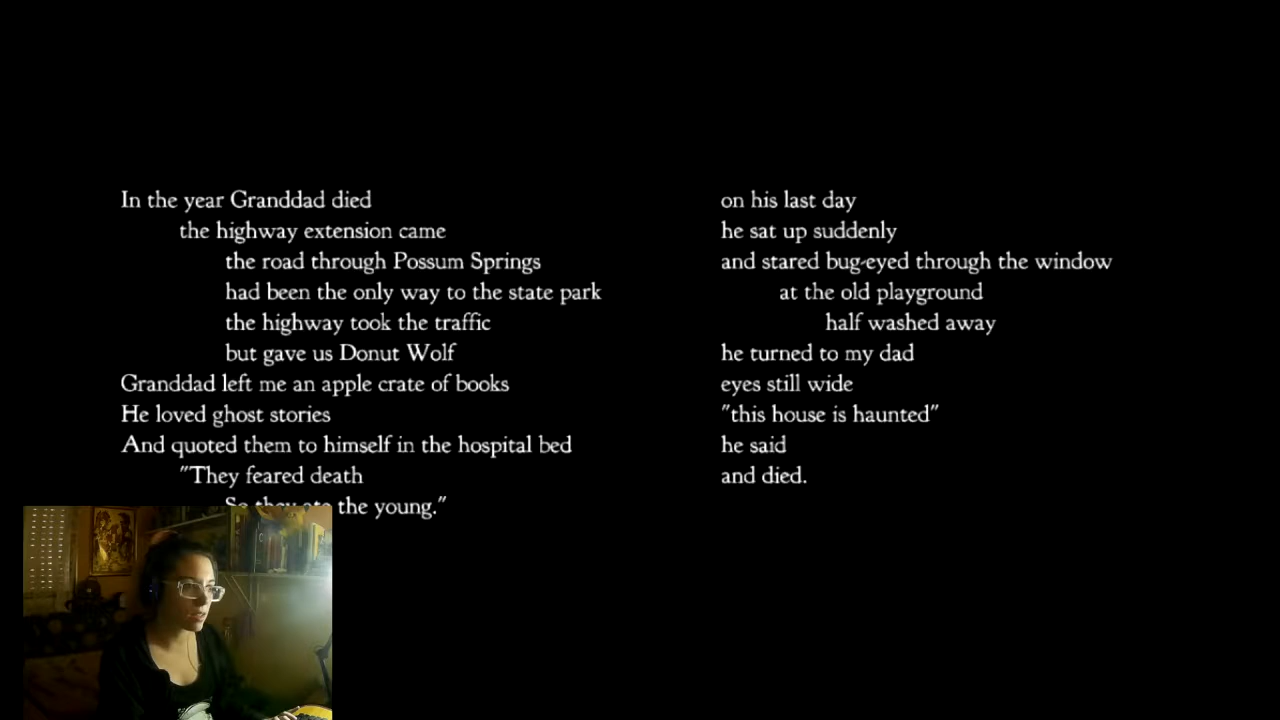 In the year Granddad died
the highway extension came
the road through Possum Springs
had been the only way to the state park
the highway took the traffic
but gave us Donut Wolf
Granddad left me an apple crate of books
He loved ghost stories
And quoted them to himself in the hospital bed
"They feared death
So they ate the young."
on his last day
he sat up suddenly
and stared bug-eyed through the window
at the old playground
half washed away
he turned to my dad
eyes still wide
"this house is haunted"
he said
and died.